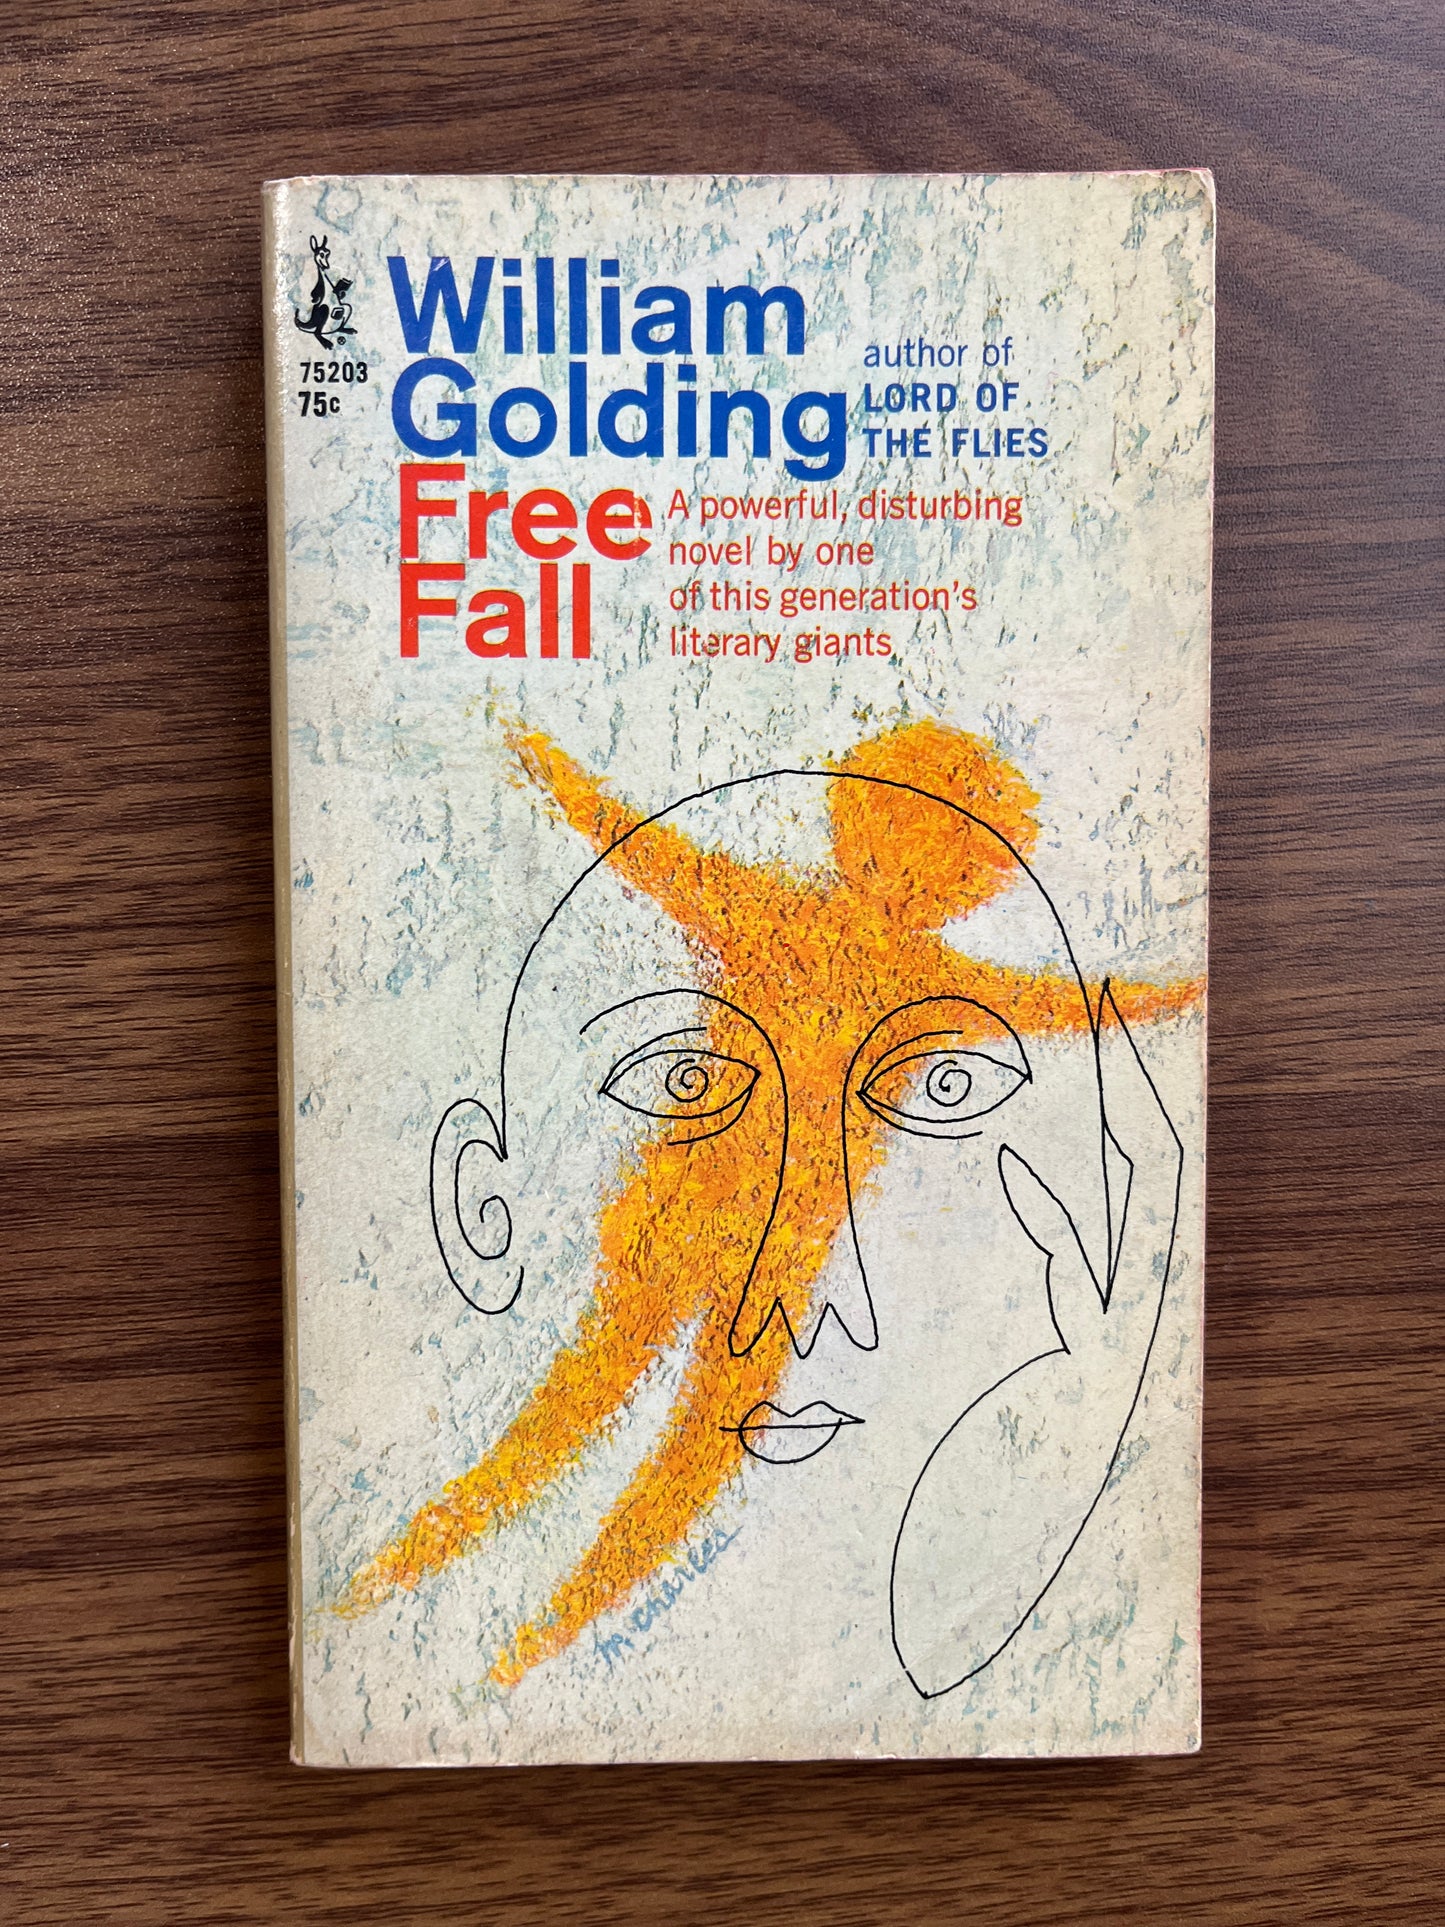 75203
75c
William
Golding
author of
LORD OF
THE FLIES
Free
Fall
A powerful, disturbing
novel by one
of this generation's
literary giants
m. charles